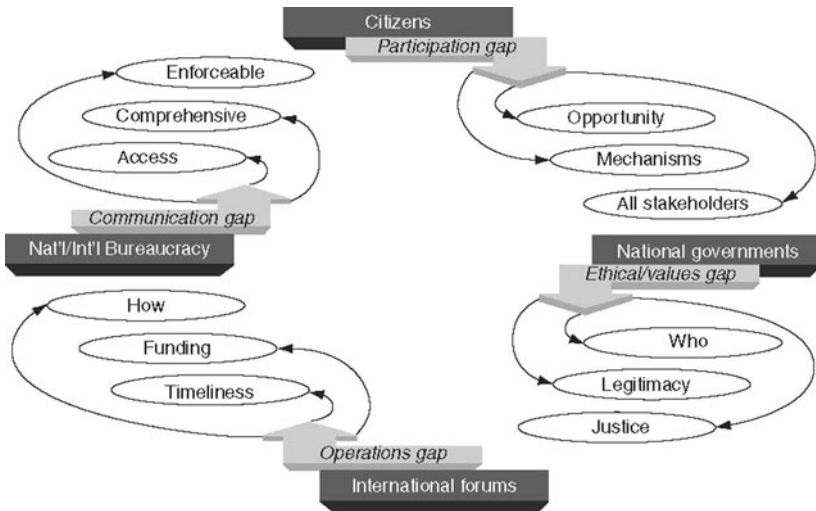 Citizens
Participation gap
Enforceable
Comprehensive
Access
Communication gap
Nat'l/Int'l Bureaucracy
Opportunity
Mechanisms
All stakeholders
National governments
Ethical/values gap
How
Funding
Timeliness
Operations gap
International forums
Who
Legitimacy
Justice